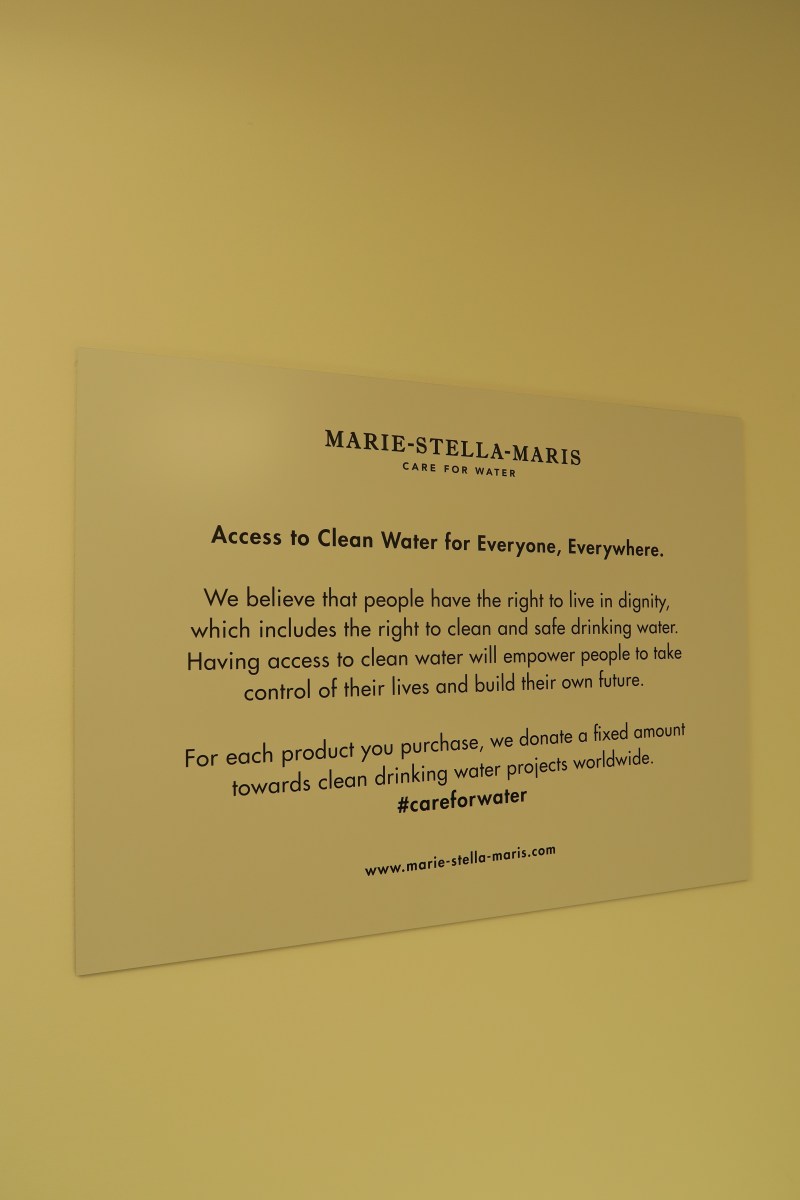 MARIE-STELLA-MARIS
CARE FOR WATER
Access to Clean Water for Everyone, Everywhere.
We believe that people have the right to live in dignity,
which includes the right to clean and safe drinking water.
Having access to clean water will empower people to take
control of their lives and build their own future.
For each product you purchase, we donate a fixed amount
towards clean drinking water projects worldwide.
#careforwater
www.marie-stella-maris.com